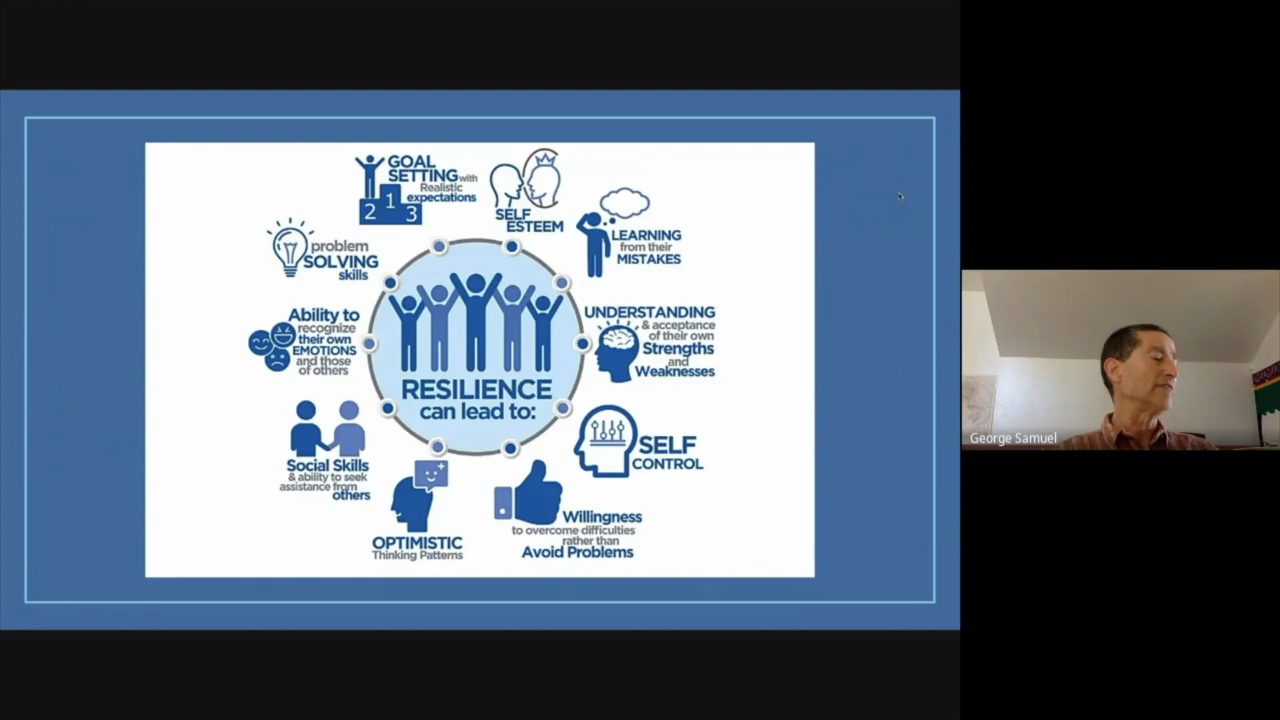 GOAL
SETTING with
Realistic
expectations
2 1 3
SELF
ESTEEM
LEARNING
from their
MISTAKES
problem
SOLVING
skills
UNDERSTANDING
& acceptance
of their own
Strengths
and
Weaknesses
Ability to
recognize
their own
EMOTIONS
and those
of others
RESILIENCE
can lead to:
SELF
CONTROL
Social Skills
& ability to seek
assistance from
others
Willingness
to overcome difficulties
rather than
Avoid Problems
OPTIMISTIC
Thinking Patterns
George Samuel